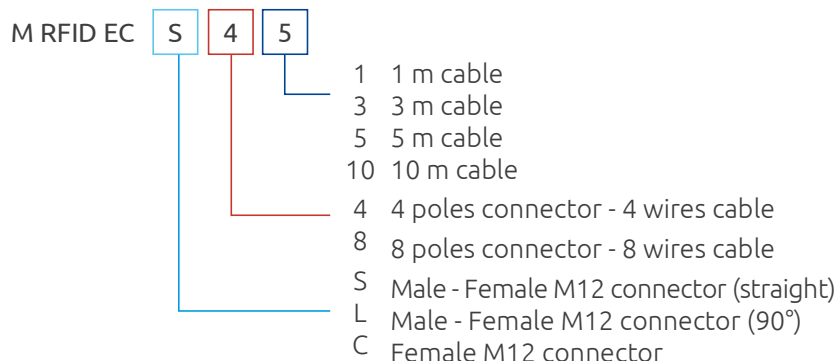 M RFID EC S 4 5
1 1 m cable
3 3 m cable
5 5 m cable
10 10 m cable
4 4 poles connector - 4 wires cable
8 8 poles connector - 8 wires cable
S Male - Female M12 connector (straight)
L Male - Female M12 connector (90°)
C Female M12 connector